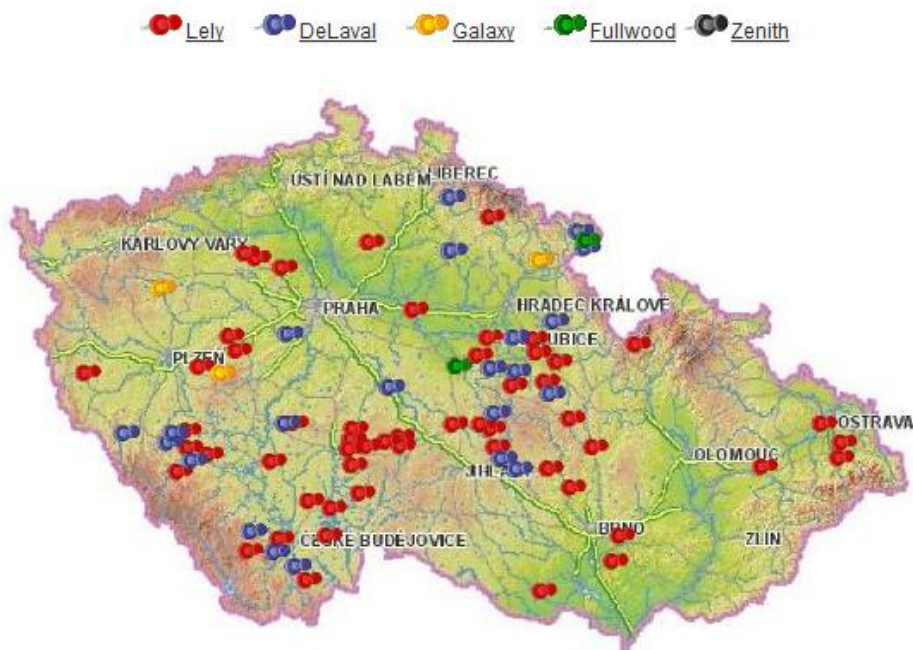 Lely DeLaval Galaxy Fullwood Zenith
LIBEREC
ÚSTÍ NAD LABEM
KARLOVY VARY
HRADEC KRÁLOVÉ
PRAHA
UBICE
PLZEŇ
OSTRAVA
OLOMOUC
JIHLA
BRNO
ZLÍN
ČESKÉ BUDĚJOVICE